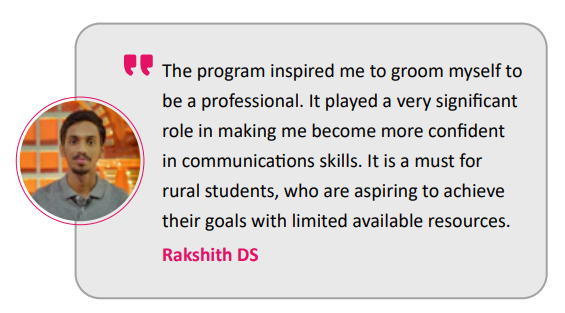 The program inspired me to groom myself to
be a professional. It played a very significant
role in making me become more confident
in communications skills. It is a must for
rural students, who are aspiring to achieve
their goals with limited available resources.
Rakshith DS